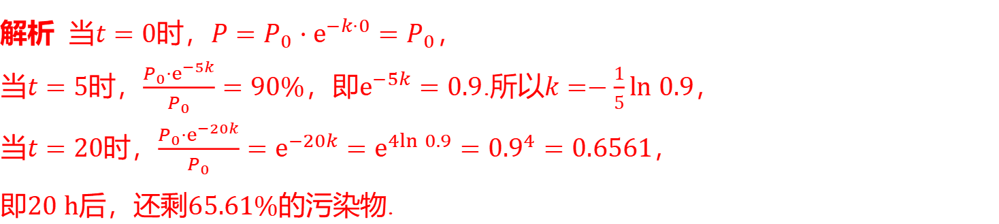 解析 当$t = 0$时，$P = P_0 \cdot \mathrm{e}^{-k \cdot 0} = P_0$，
当$t = 5$时，$\frac{P_0 \cdot \mathrm{e}^{-5k}}{P_0} = 90\%$，即$\mathrm{e}^{-5k} = 0.9$.所以$k = -\frac{1}{5}\ln 0.9$，
当$t = 20$时，$\frac{P_0 \cdot \mathrm{e}^{-20k}}{P_0} = \mathrm{e}^{-20k} = \mathrm{e}^{4\ln 0.9} = 0.9^4 = 0.6561$，
即20 h后，还剩65.61%的污染物.